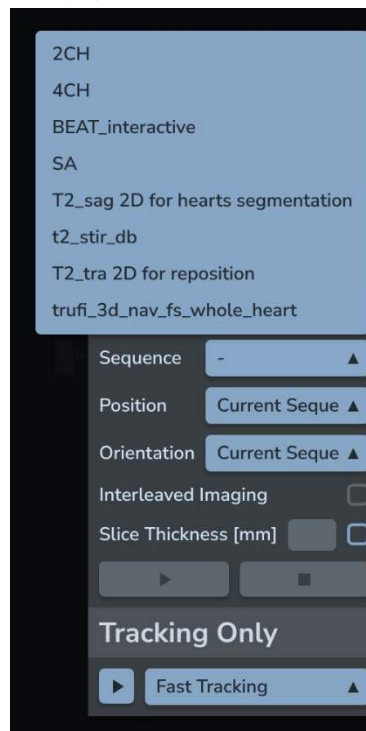 2CH
4CH
BEAT_interactive
SA
T2_sag 2D for hearts segmentation
t2_stir_db
T2_tra 2D for reposition
trufi_3d_nav_fs_whole_heart
Sequence - ▲
Position Current Seque ▲
Orientation Current Seque ▲
Interleaved Imaging
Slice Thickness [mm]
Tracking Only
Fast Tracking ▲